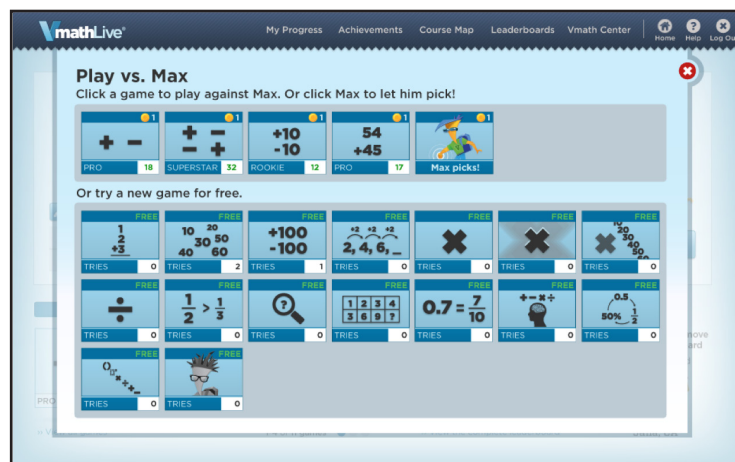 VmathLive®
My Progress Achievements Course Map Leaderboards Vmath Center Home Help Log Ou
Play vs. Max
Click a game to play against Max. Or click Max to let him pick!
1 1 1 1 1
+ -
+ -
- +
+10
-10
54
+45
PRO 18 SUPERSTAR 32 ROOKIE 12 PRO 17 Max picks!
Or try a new game for free.
FREE FREE FREE FREE FREE FREE FREE
1
2
+3
10 20
30 50
40 60
+100
-100
+2 +2 +2
2, 4, 6, _
10
20
30
40
50
60
TRIES 0 TRIES 2 TRIES 1 TRIES 0 TRIES 0 TRIES 0 TRIES 0
FREE FREE FREE FREE FREE FREE FREE
÷
1/2 > 1/3
?
1 2 3 4
3 6 9 ?
0.7 = 7/10
+ - × ÷
0.5
50% 1/2
TRIES 0 TRIES 0 TRIES 0 TRIES 0 TRIES 0 TRIES 0 TRIES 0
FREE FREE
TRIES 0 TRIES 0
PRO